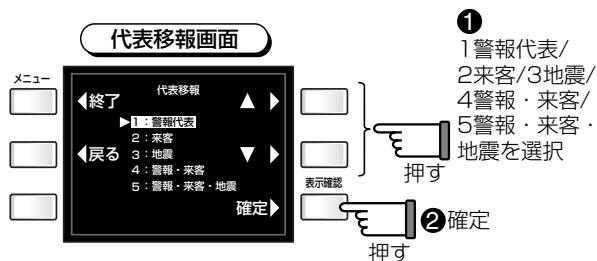 代表移報画面
メニュー
代表移報
◀終了
▲ ▶
▶1：警報代表
2：来客
◀戻る
3：地震
▼ ▶
4：警報・来客
5：警報・来客・地震
確定▶
表示確認
押す
❶
1警報代表/
2来客/3地震/
4警報・来客/
5警報・来客・
地震を選択
❷確定
押す